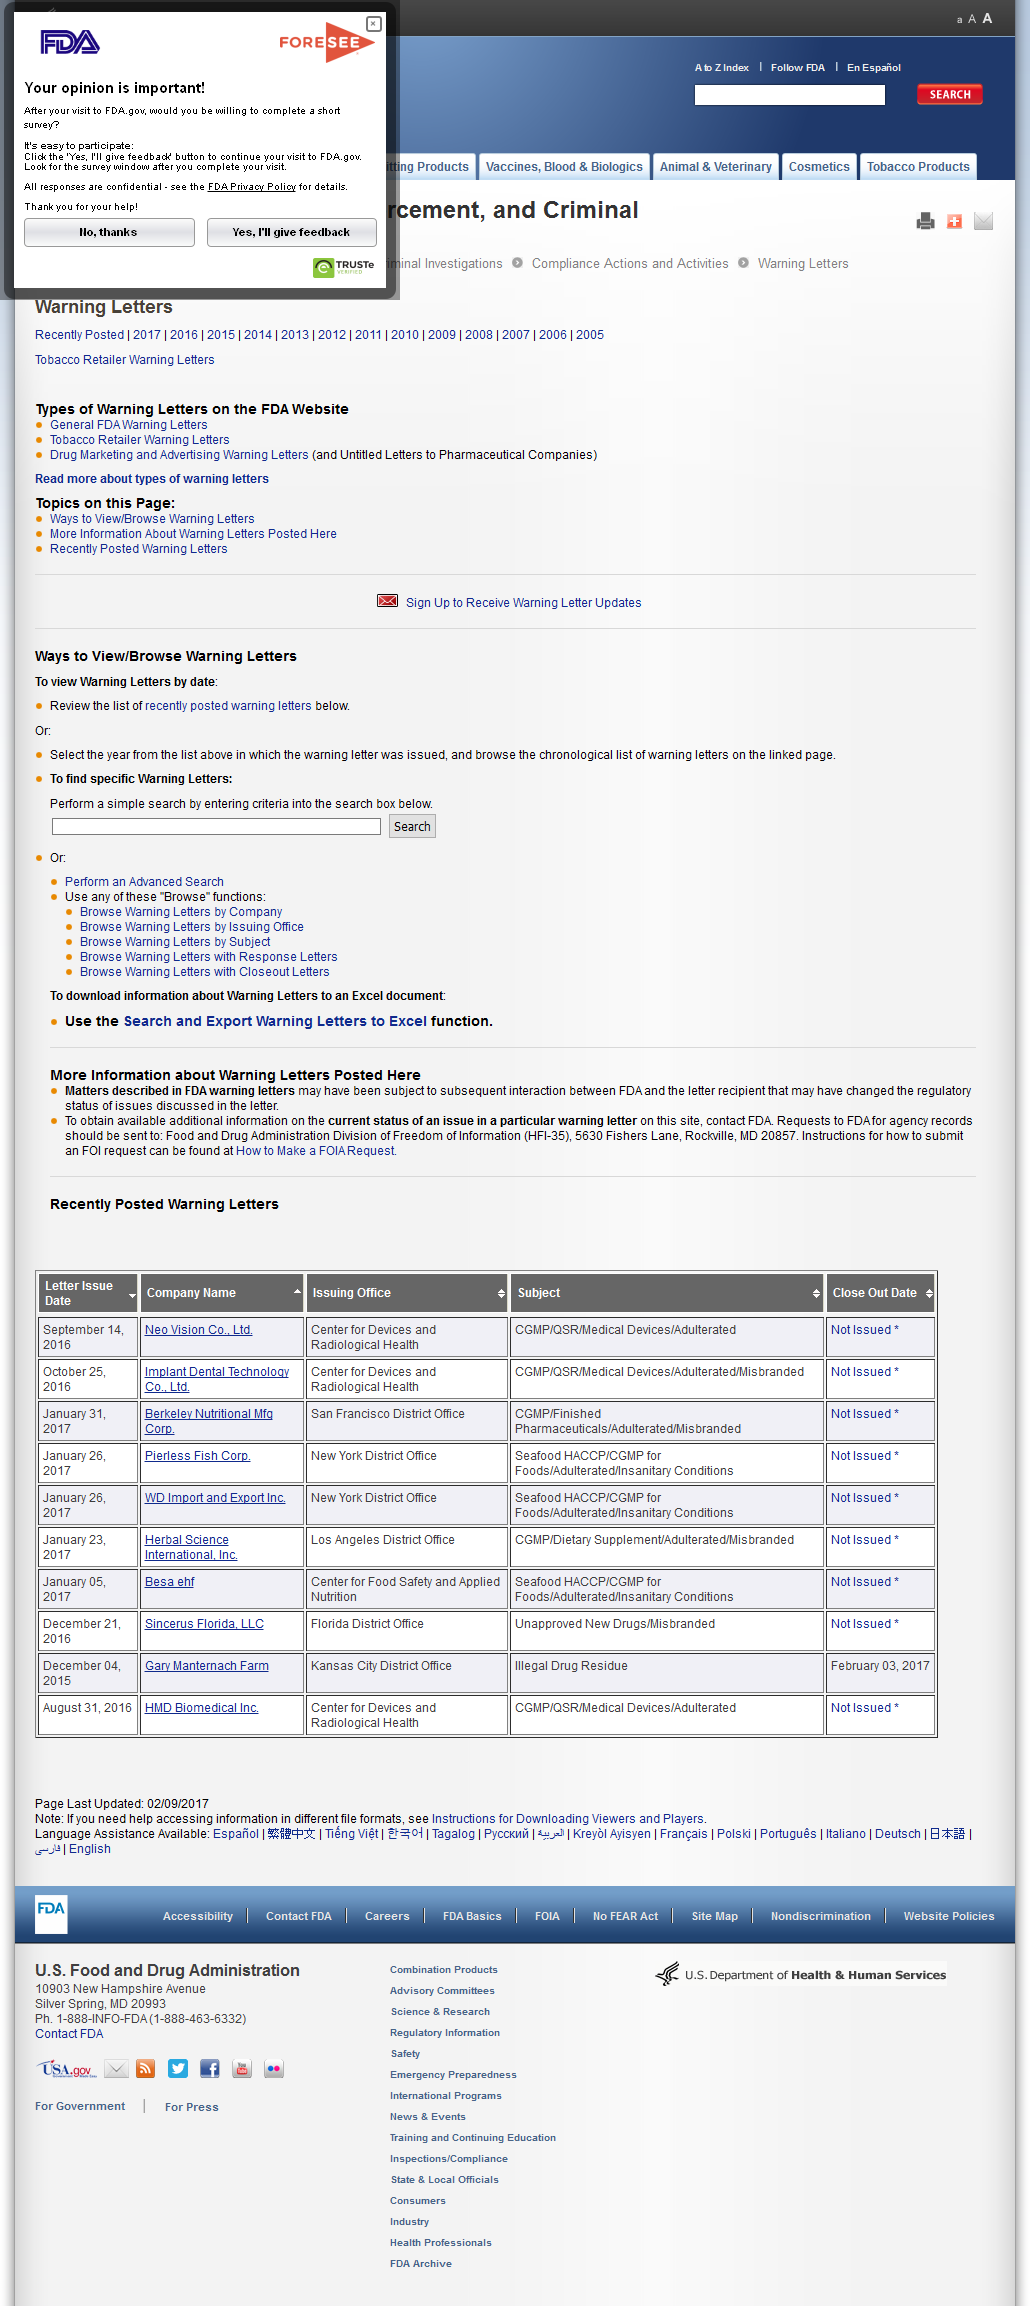 FDA
FORESEE
Your opinion is important!
After your visit to FDA.gov, would you be willing to complete a short
survey?
It's easy to participate:
Click the 'Yes, I'll give feedback' button to continue your visit to FDA.gov.
Look for the survey window after you complete your visit.
All responses are confidential - see the FDA Privacy Policy for details.
Thank you for your help!
No, thanks Yes, I'll give feedback
TRUSTe
VERIFIED
a A A
A to Z Index | Follow FDA | En Español
SEARCH
itting Products Vaccines, Blood & Biologics Animal & Veterinary Cosmetics Tobacco Products
rcement, and Criminal
iminal Investigations Compliance Actions and Activities Warning Letters
Warning Letters
Recently Posted | 2017 | 2016 | 2015 | 2014 | 2013 | 2012 | 2011 | 2010 | 2009 | 2008 | 2007 | 2006 | 2005
Tobacco Retailer Warning Letters
Types of Warning Letters on the FDA Website
General FDA Warning Letters
Tobacco Retailer Warning Letters
Drug Marketing and Advertising Warning Letters (and Untitled Letters to Pharmaceutical Companies)
Read more about types of warning letters
Topics on this Page:
Ways to View/Browse Warning Letters
More Information About Warning Letters Posted Here
Recently Posted Warning Letters
Sign Up to Receive Warning Letter Updates
Ways to View/Browse Warning Letters
To view Warning Letters by date:
Review the list of recently posted warning letters below.
Or:
Select the year from the list above in which the warning letter was issued, and browse the chronological list of warning letters on the linked page.
To find specific Warning Letters:
Perform a simple search by entering criteria into the search box below.
Search
Or:
Perform an Advanced Search
Use any of these "Browse" functions:
Browse Warning Letters by Company
Browse Warning Letters by Issuing Office
Browse Warning Letters by Subject
Browse Warning Letters with Response Letters
Browse Warning Letters with Closeout Letters
To download information about Warning Letters to an Excel document:
Use the Search and Export Warning Letters to Excel function.
More Information about Warning Letters Posted Here
Matters described in FDA warning letters may have been subject to subsequent interaction between FDA and the letter recipient that may have changed the regulatory
status of issues discussed in the letter.
To obtain available additional information on the current status of an issue in a particular warning letter on this site, contact FDA. Requests to FDA for agency records
should be sent to: Food and Drug Administration Division of Freedom of Information (HFI-35), 5630 Fishers Lane, Rockville, MD 20857. Instructions for how to submit
an FOI request can be found at How to Make a FOIA Request.
Recently Posted Warning Letters
Letter Issue Date Company Name Issuing Office Subject Close Out Date
September 14, 2016 Neo Vision Co., Ltd. Center for Devices and Radiological Health CGMP/QSR/Medical Devices/Adulterated Not Issued *
October 25, 2016 Implant Dental Technology Co., Ltd. Center for Devices and Radiological Health CGMP/QSR/Medical Devices/Adulterated/Misbranded Not Issued *
January 31, 2017 Berkeley Nutritional Mfg Corp. San Francisco District Office CGMP/Finished Pharmaceuticals/Adulterated/Misbranded Not Issued *
January 26, 2017 Pierless Fish Corp. New York District Office Seafood HACCP/CGMP for Foods/Adulterated/Insanitary Conditions Not Issued *
January 26, 2017 WD Import and Export Inc. New York District Office Seafood HACCP/CGMP for Foods/Adulterated/Insanitary Conditions Not Issued *
January 23, 2017 Herbal Science International, Inc. Los Angeles District Office CGMP/Dietary Supplement/Adulterated/Misbranded Not Issued *
January 05, 2017 Besa ehf Center for Food Safety and Applied Nutrition Seafood HACCP/CGMP for Foods/Adulterated/Insanitary Conditions Not Issued *
December 21, 2016 Sincerus Florida, LLC Florida District Office Unapproved New Drugs/Misbranded Not Issued *
December 04, 2015 Gary Manternach Farm Kansas City District Office Illegal Drug Residue February 03, 2017
August 31, 2016 HMD Biomedical Inc. Center for Devices and Radiological Health CGMP/QSR/Medical Devices/Adulterated Not Issued *
Page Last Updated: 02/09/2017
Note: If you need help accessing information in different file formats, see Instructions for Downloading Viewers and Players.
Language Assistance Available: Español | 繁體中文 | Tiếng Việt | 한국어 | Tagalog | Русский | العربية | Kreyòl Ayisyen | Français | Polski | Português | Italiano | Deutsch | 日本語 |
فارسی | English
FDA
Accessibility Contact FDA Careers FDA Basics FOIA No FEAR Act Site Map Nondiscrimination Website Policies
U.S. Food and Drug Administration
10903 New Hampshire Avenue
Silver Spring, MD 20993
Ph. 1-888-INFO-FDA (1-888-463-6332)
Contact FDA
USA.gov
You Tube
For Government | For Press
Combination Products
Advisory Committees
Science & Research
Regulatory Information
Safety
Emergency Preparedness
International Programs
News & Events
Training and Continuing Education
Inspections/Compliance
State & Local Officials
Consumers
Industry
Health Professionals
FDA Archive
U.S. Department of Health & Human Services